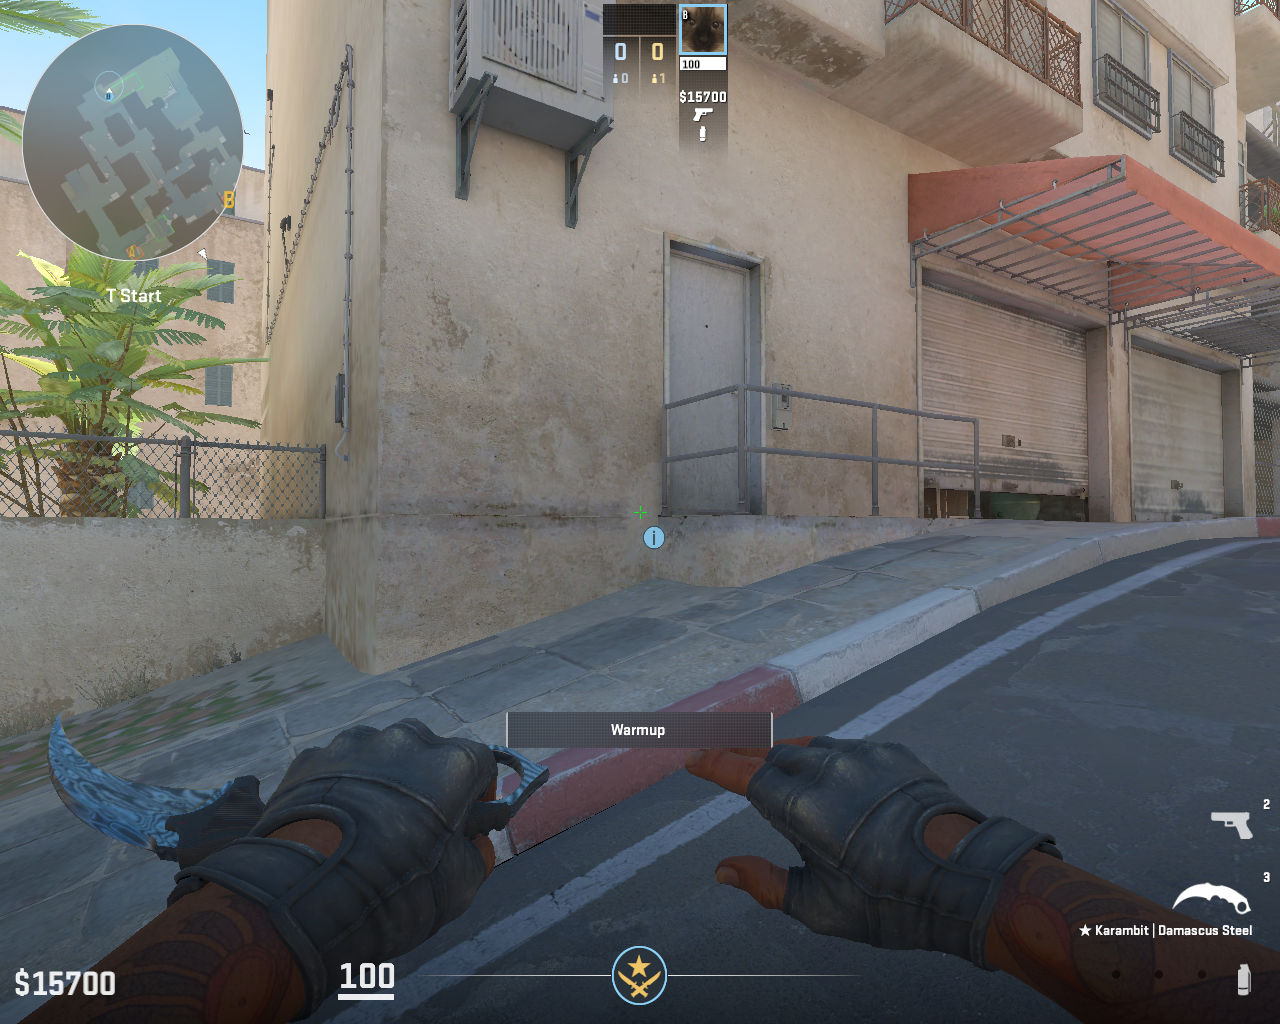 B
0 0
100
0 1
$15700
B
B
A
T Start
i
Warmup
2
3
★ Karambit | Damascus Steel
$15700
100